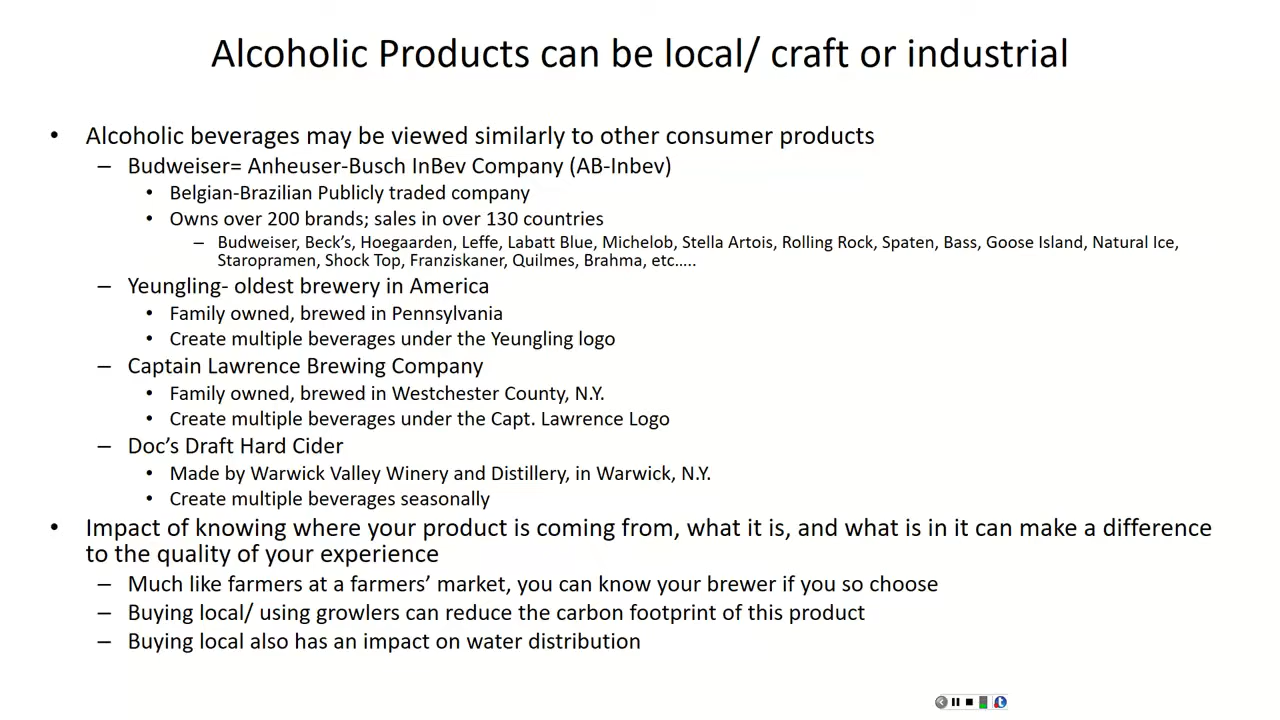 Alcoholic Products can be local/ craft or industrial
• Alcoholic beverages may be viewed similarly to other consumer products
– Budweiser= Anheuser-Busch InBev Company (AB-Inbev)
• Belgian-Brazilian Publicly traded company
• Owns over 200 brands; sales in over 130 countries
– Budweiser, Beck’s, Hoegaarden, Leffe, Labatt Blue, Michelob, Stella Artois, Rolling Rock, Spaten, Bass, Goose Island, Natural Ice,
Staropramen, Shock Top, Franziskaner, Quilmes, Brahma, etc…..
– Yeungling- oldest brewery in America
• Family owned, brewed in Pennsylvania
• Create multiple beverages under the Yeungling logo
– Captain Lawrence Brewing Company
• Family owned, brewed in Westchester County, N.Y.
• Create multiple beverages under the Capt. Lawrence Logo
– Doc’s Draft Hard Cider
• Made by Warwick Valley Winery and Distillery, in Warwick, N.Y.
• Create multiple beverages seasonally
• Impact of knowing where your product is coming from, what it is, and what is in it can make a difference
to the quality of your experience
– Much like farmers at a farmers’ market, you can know your brewer if you so choose
– Buying local/ using growlers can reduce the carbon footprint of this product
– Buying local also has an impact on water distribution